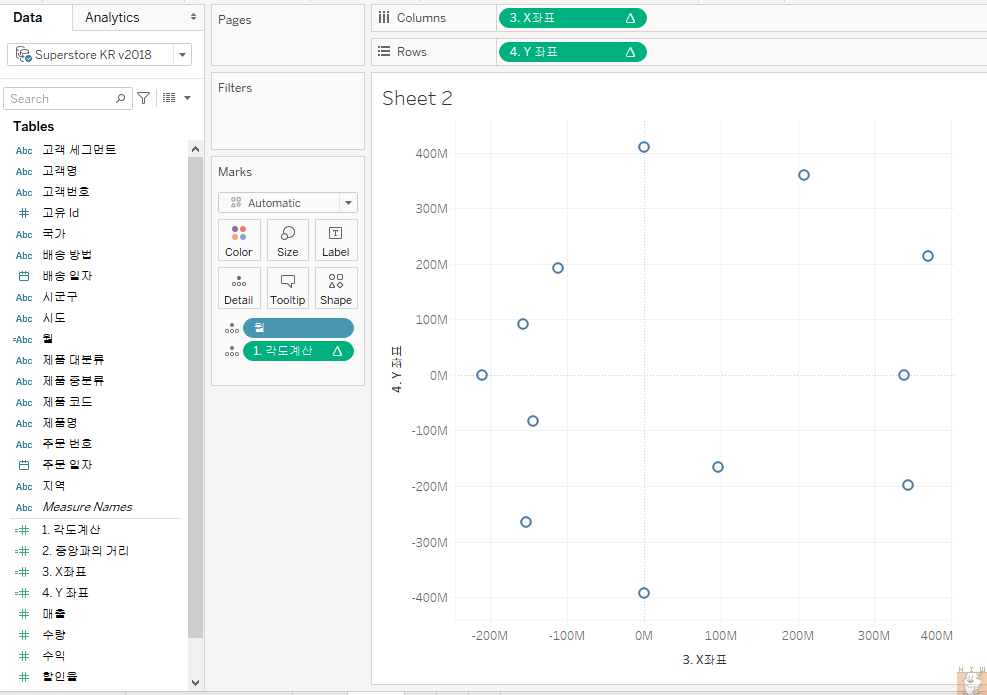 Data
Analytics
Superstore KR v2018
Search
Tables
Abc 고객 세그먼트
Abc 고객명
Abc 고객번호
고유 Id
Abc 국가
Abc 배송 방법
배송 일자
Abc 시군구
Abc 시도
=Abc 월
Abc 제품 대분류
Abc 제품 중분류
Abc 제품 코드
Abc 제품명
Abc 주문 번호
주문 일자
Abc 지역
Abc Measure Names
=# 1. 각도계산
=# 2. 중앙과의 거리
=# 3. X좌표
=# 4. Y 좌표
# 매출
# 수량
# 수익
# 할인율
Pages
Filters
Marks
Automatic
Color
Size
Label
Detail
Tooltip
Shape
월
1. 각도계산 Δ
Columns
3. X좌표 Δ
Rows
4. Y 좌표 Δ
Sheet 2
400M
300M
200M
100M
0M
-100M
-200M
-300M
-400M
4. Y 좌표
-200M
-100M
0M
100M
200M
300M
400M
3. X좌표
HTW